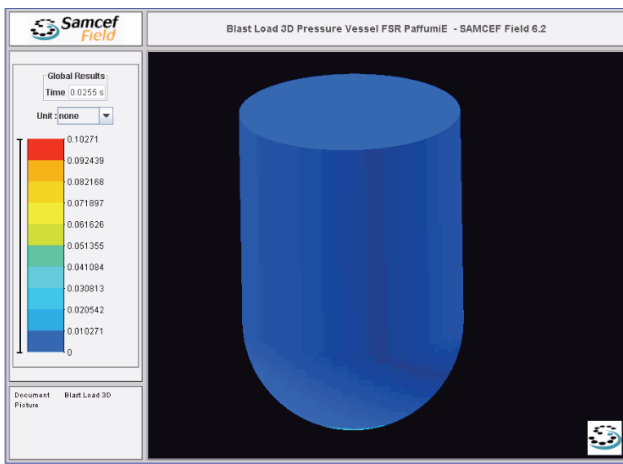 Samcef
Field
Blast Load 3D Pressure Vessel FSR PaffumiE - SAMCEF Field 6.2
Global Results
Time 0.0255 s
Unit : none
0.10271
0.092439
0.082168
0.071897
0.061626
0.051355
0.041084
0.030813
0.020542
0.010271
0
Document Blast Load 3D
Picture